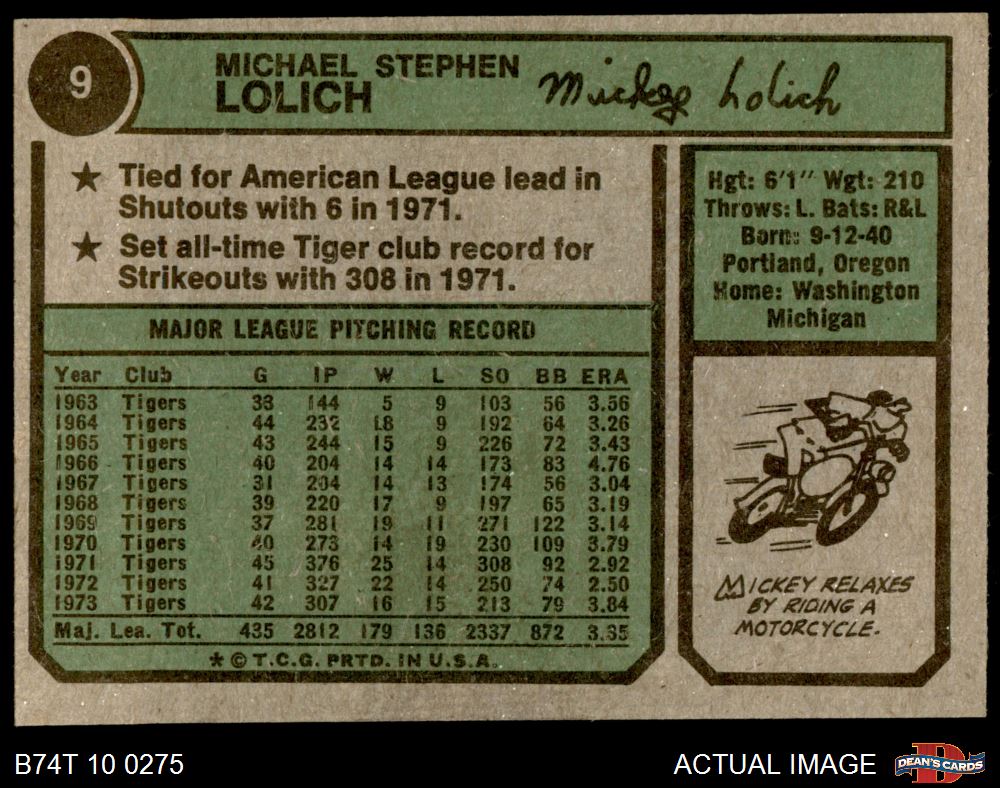 9
MICHAEL STEPHEN
LOLICH
Mickey Lolich
★ Tied for American League lead in
Shutouts with 6 in 1971.
★ Set all-time Tiger club record for
Strikeouts with 308 in 1971.
MAJOR LEAGUE PITCHING RECORD
Year Club G IP W L SO BB ERA
1963 Tigers 33 144 5 9 103 56 3.56
1964 Tigers 44 232 18 9 192 64 3.26
1965 Tigers 43 244 15 9 226 72 3.43
1966 Tigers 40 204 14 14 173 83 4.76
1967 Tigers 31 204 14 13 174 56 3.04
1968 Tigers 39 220 17 9 197 65 3.19
1969 Tigers 37 281 19 11 271 122 3.14
1970 Tigers 40 273 14 19 230 109 3.79
1971 Tigers 45 376 25 14 308 92 2.92
1972 Tigers 41 327 22 14 250 74 2.50
1973 Tigers 42 307 16 15 213 79 3.84
Maj. Lea. Tot. 435 2812 179 136 2337 872 3.35
* © T.C.G. PRTD. IN U.S.A.
Hgt: 6'1" Wgt: 210
Throws: L. Bats: R&L
Born: 9-12-40
Portland, Oregon
Home: Washington
Michigan
MICKEY RELAXES
BY RIDING A
MOTORCYCLE.
B74T 10 0275
ACTUAL IMAGE
DEAN'S CARDS